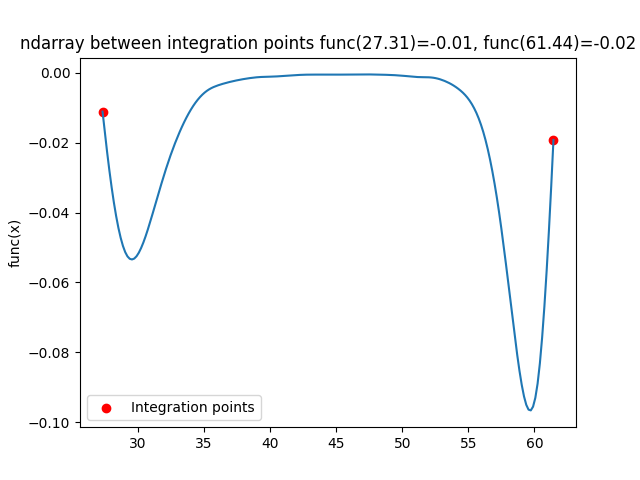 ndarray between integration points func(27.31)=-0.01, func(61.44)=-0.02
0.00
−0.02
−0.04
−0.06
−0.08
−0.10
func(x)
Integration points
30 35 40 45 50 55 60